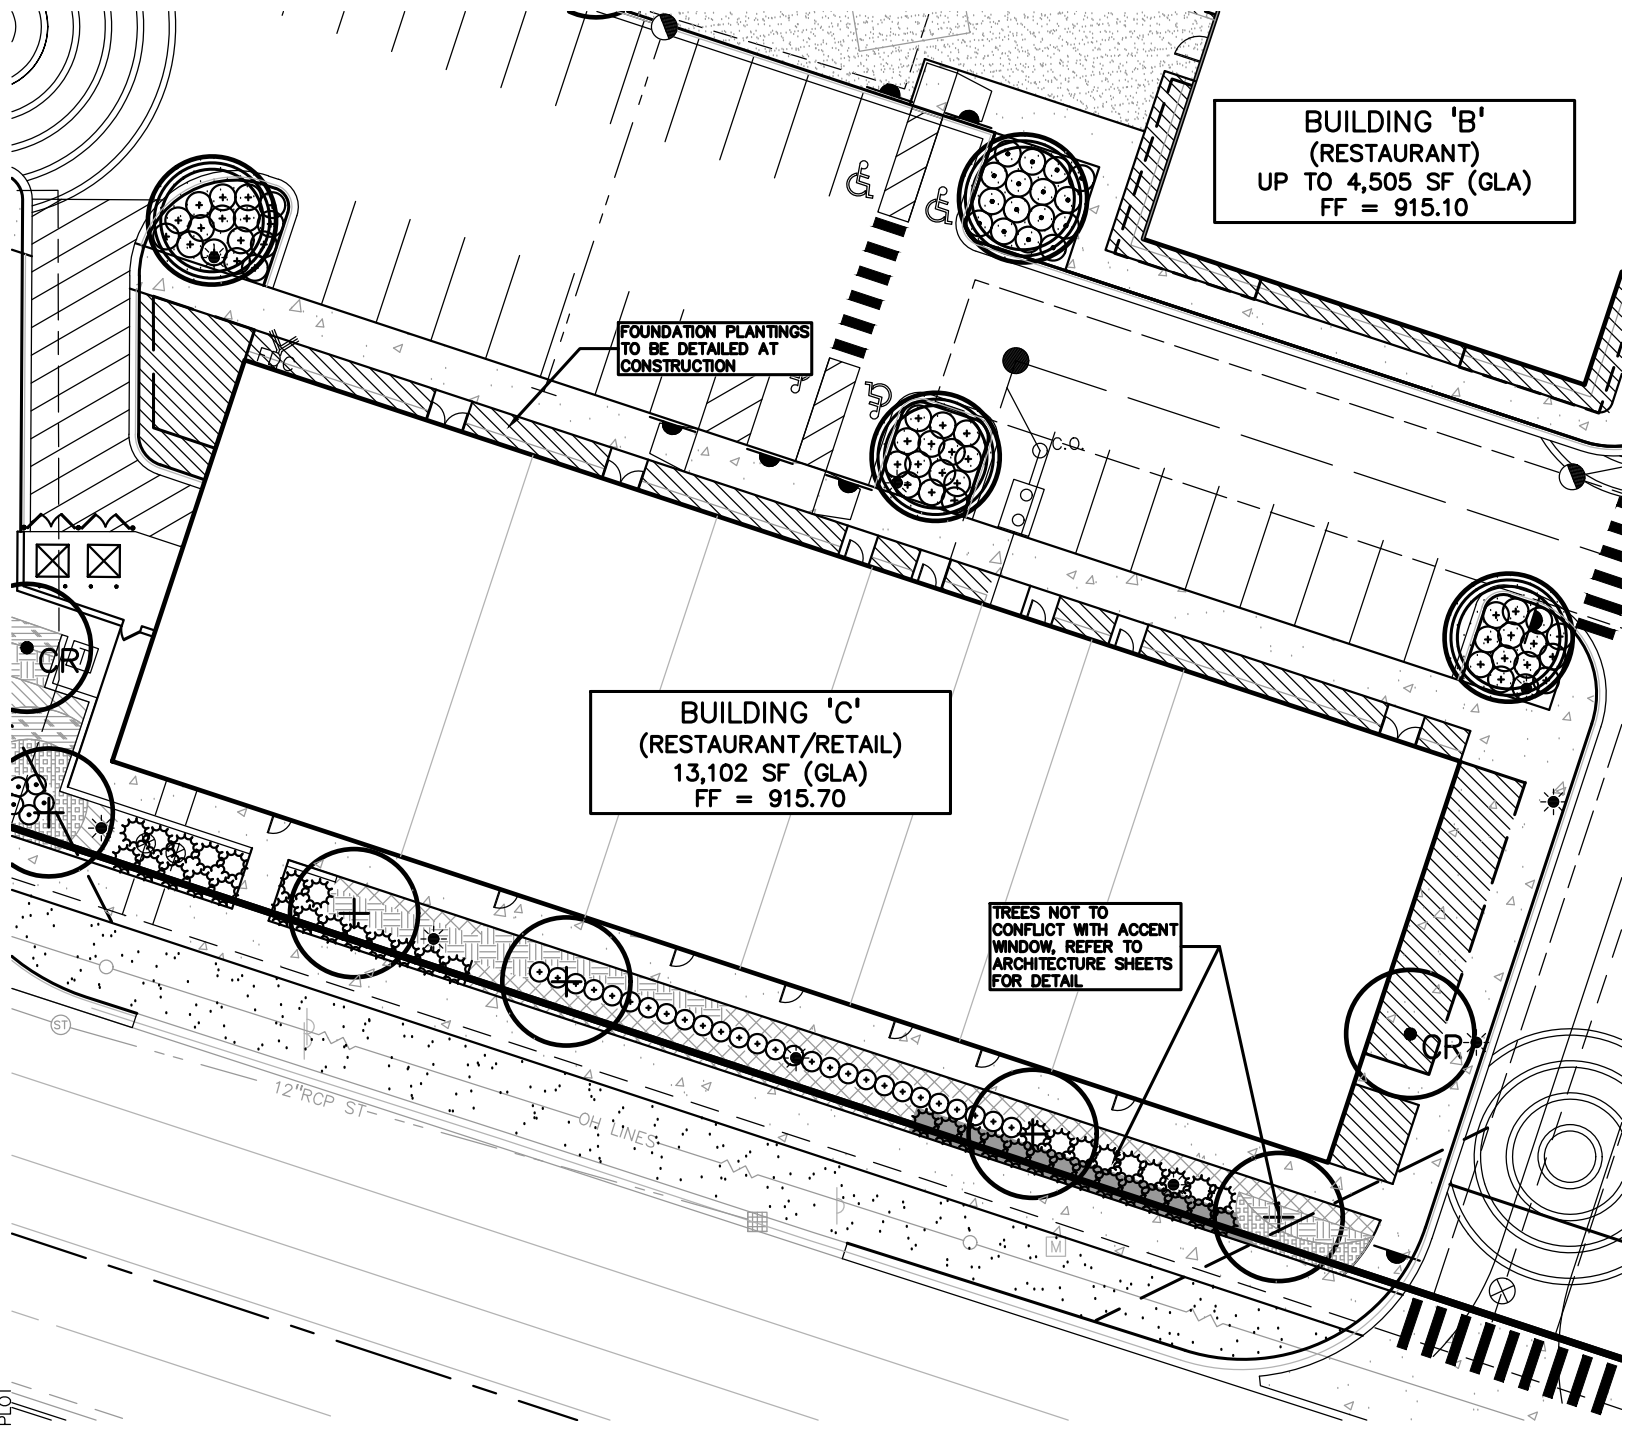 BUILDING 'B'
(RESTAURANT)
UP TO 4,505 SF (GLA)
FF = 915.10
FOUNDATION PLANTINGS
TO BE DETAILED AT
CONSTRUCTION
C.O.
CR
BUILDING 'C'
(RESTAURANT/RETAIL)
13,102 SF (GLA)
FF = 915.70
TREES NOT TO
CONFLICT WITH ACCENT
WINDOW, REFER TO
ARCHITECTURE SHEETS
FOR DETAIL
CR
ST
12"RCP ST
OH LINES
M